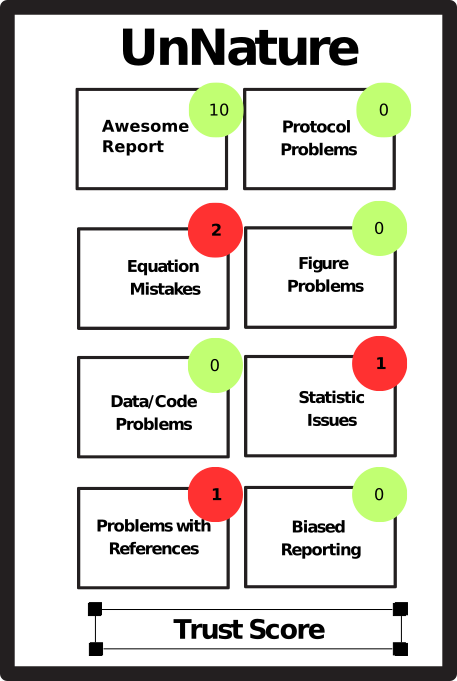 UnNature
10
Awesome
Report
0
Protocol
Problems
2
Equation
Mistakes
0
Figure
Problems
0
Data/Code
Problems
1
Statistic
Issues
1
Problems with
References
0
Biased
Reporting
Trust Score